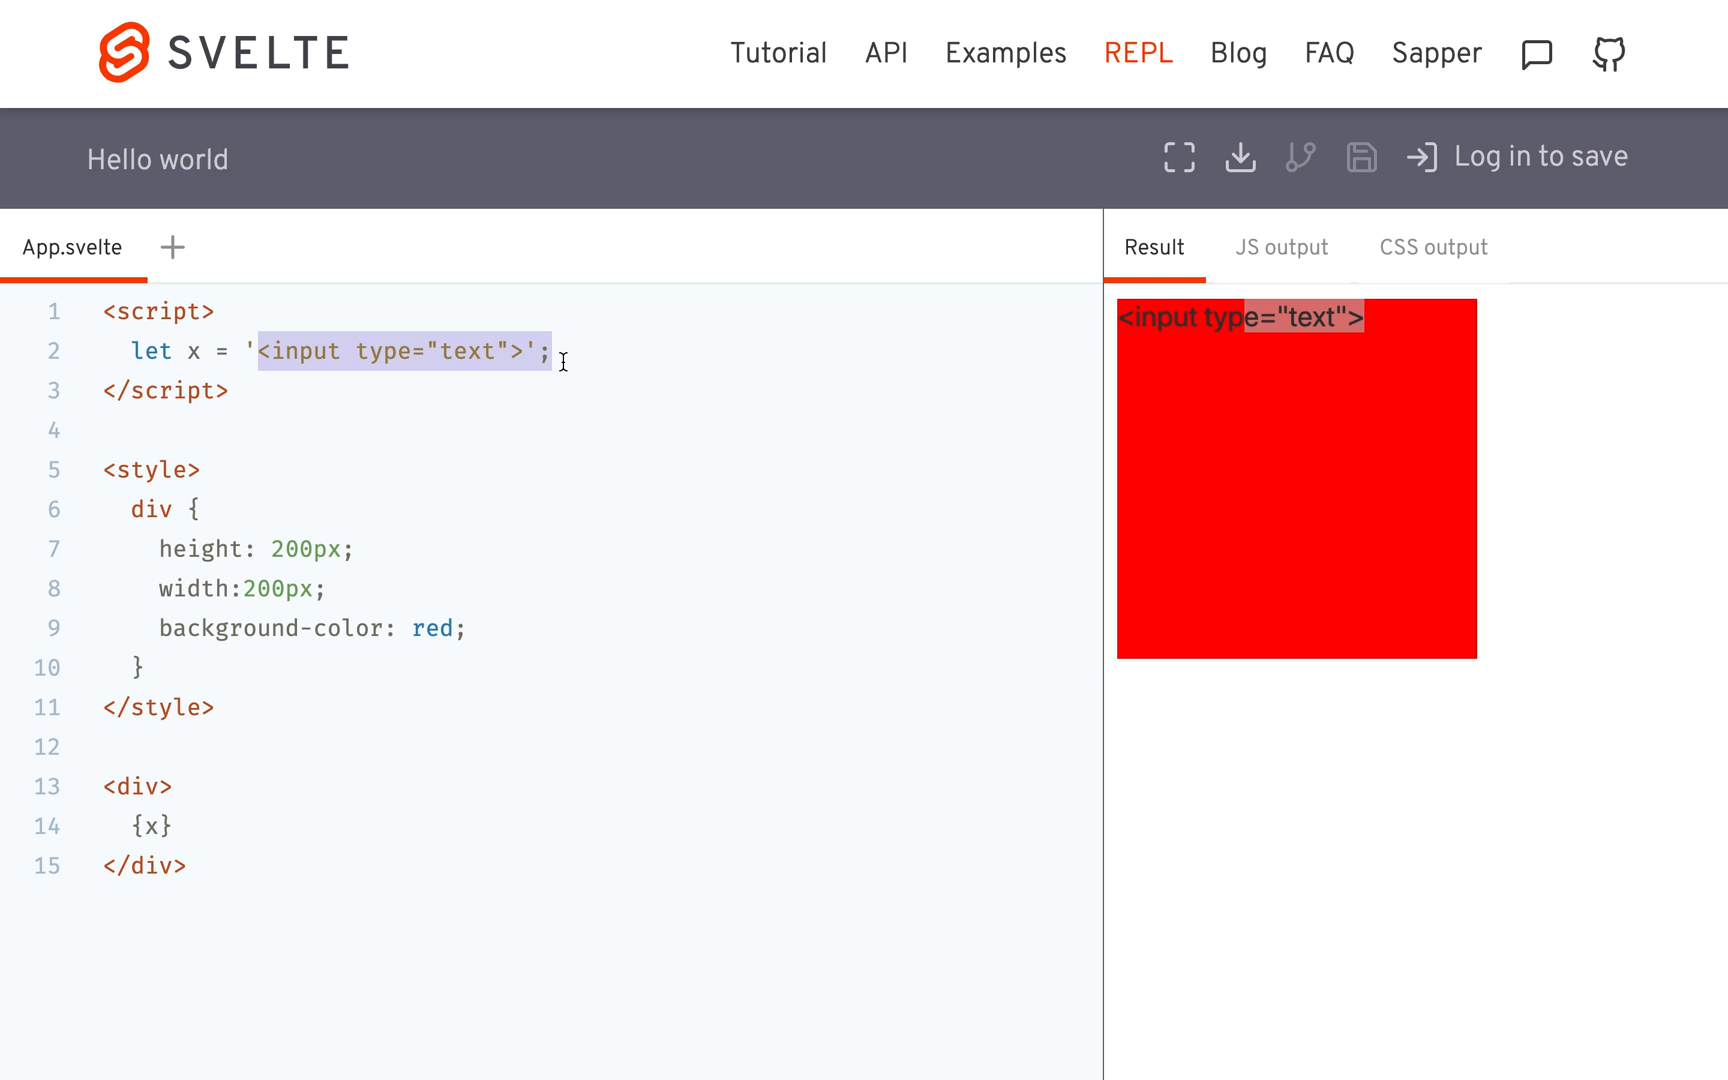 SVELTE
Tutorial API Examples REPL Blog FAQ Sapper
Hello world
Log in to save
App.svelte
Result JS output CSS output
1 <script>
2 let x = '<input type="text">';
3 </script>
4
5 <style>
6 div {
7 height: 200px;
8 width:200px;
9 background-color: red;
10 }
11 </style>
12
13 <div>
14 {x}
15 </div>
<input type="text">